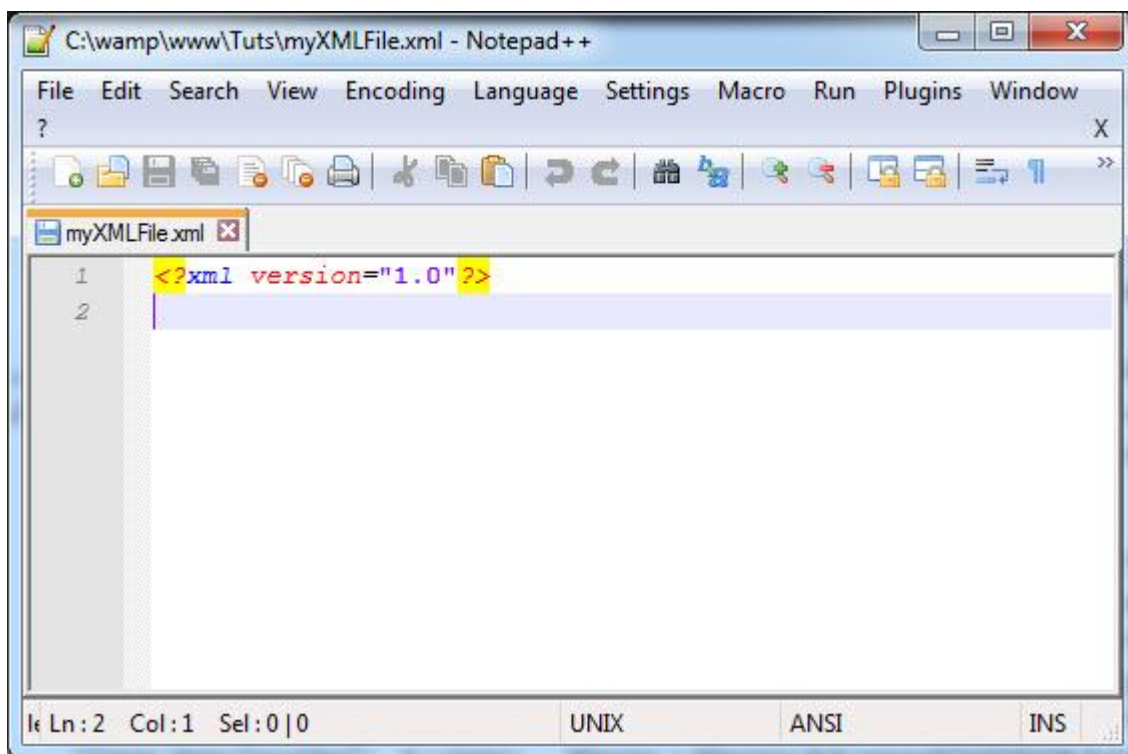 C:\wamp\www\Tuts\myXMLFile.xml - Notepad++
File Edit Search View Encoding Language Settings Macro Run Plugins Window
? X
myXMLFile.xml
1 <?xml version="1.0"?>
2
Ln:2 Col:1 Sel:0|0 UNIX ANSI INS